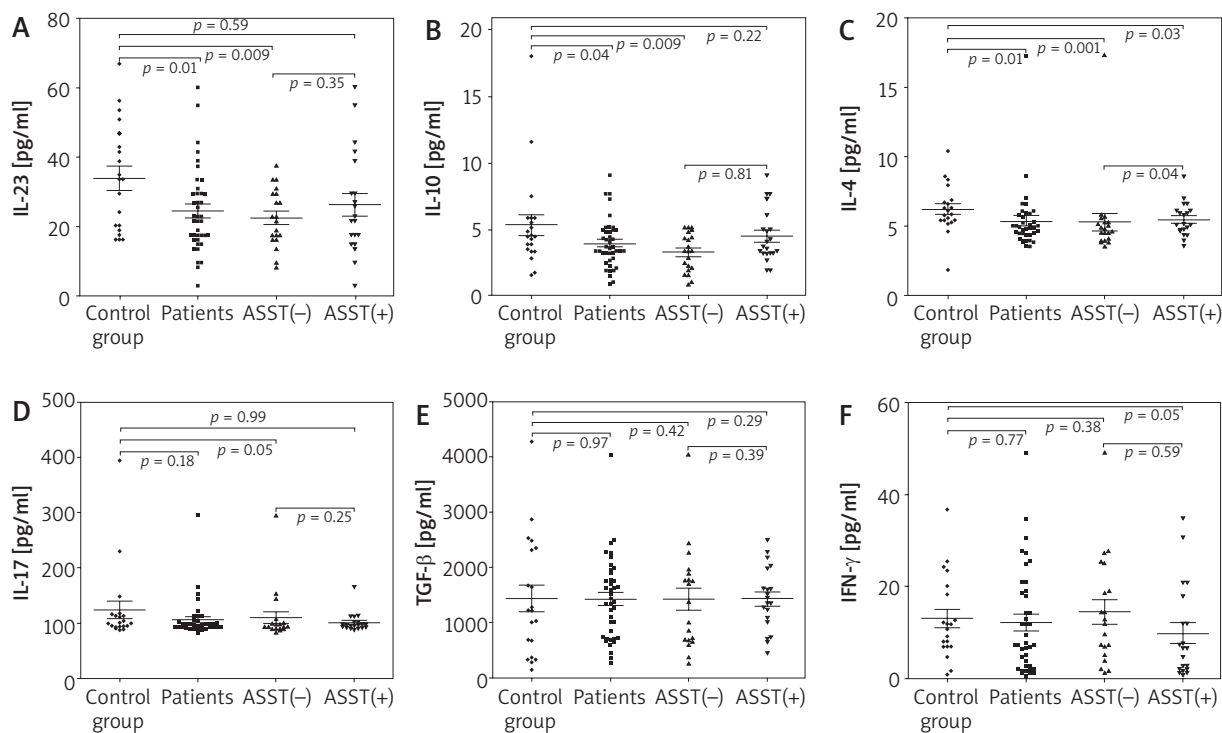 A
IL-23 [pg/ml]
80
60
40
20
0
p = 0.59
p = 0.009
p = 0.01
p = 0.35
Control group
Patients
ASST(–)
ASST(+)
B
IL-10 [pg/ml]
20
15
10
5
0
p = 0.22
p = 0.009
p = 0.04
p = 0.81
Control group
Patients
ASST(–)
ASST(+)
C
IL-4 [pg/ml]
20
15
10
5
0
p = 0.03
p = 0.001
p = 0.01
p = 0.04
Control group
Patients
ASST(–)
ASST(+)
D
IL-17 [pg/ml]
500
400
300
200
100
0
p = 0.99
p = 0.05
p = 0.18
p = 0.25
Control group
Patients
ASST(–)
ASST(+)
E
TGF-β [pg/ml]
5000
4000
3000
2000
1000
0
p = 0.29
p = 0.42
p = 0.97
p = 0.39
Control group
Patients
ASST(–)
ASST(+)
F
IFN-γ [pg/ml]
60
40
20
0
p = 0.05
p = 0.38
p = 0.77
p = 0.59
Control group
Patients
ASST(–)
ASST(+)